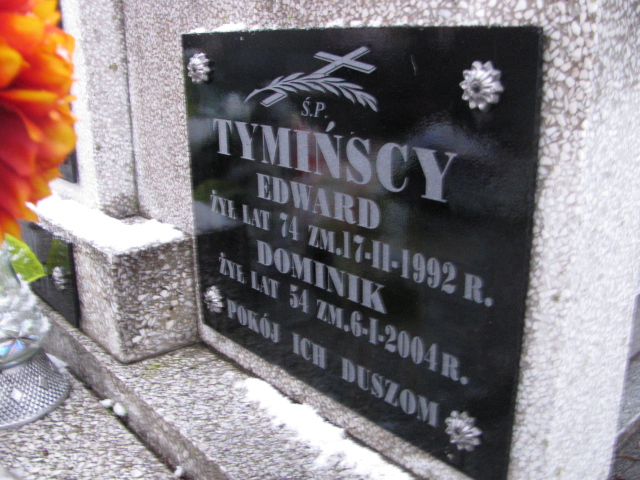 Ś.P.
TYMIŃSCY
EDWARD
ŻYŁ LAT 74 ZM.17-II-1992 R.
DOMINIK
ŻYŁ LAT 54 ZM.6-I-2004 R.
POKÓJ ICH DUSZOM